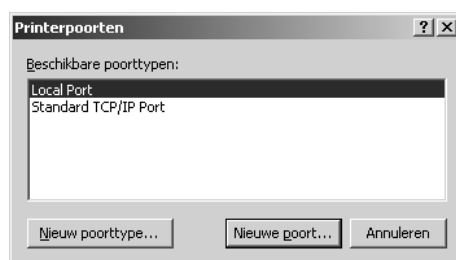 Printerpoorten
Beschikbare poorttypen:
Local Port
Standard TCP/IP Port
Nieuw poorttype... Nieuwe poort... Annuleren